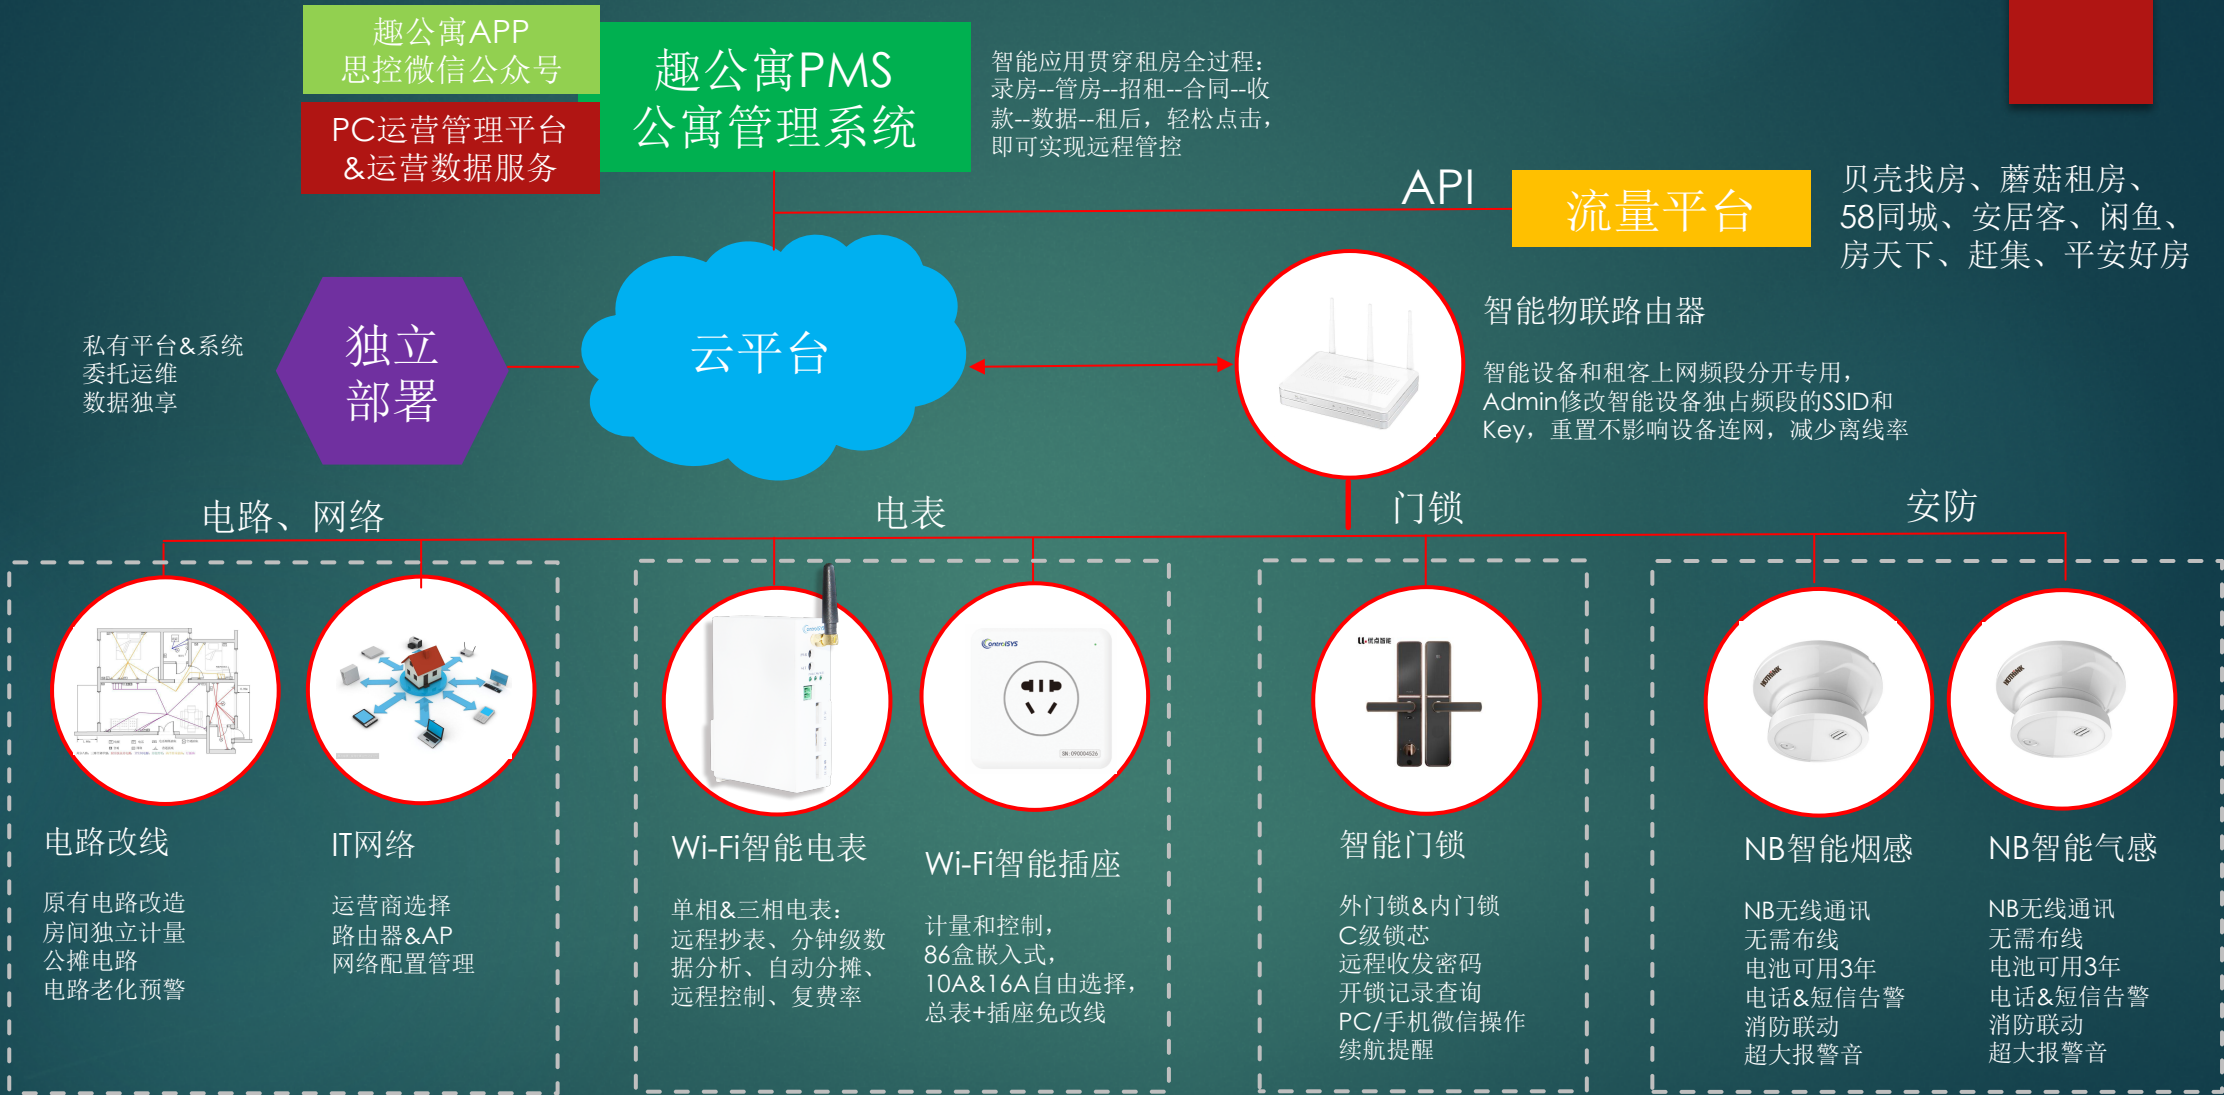 趣公寓APP
思控微信公众号
PC运营管理平台
&运营数据服务
趣公寓PMS
公寓管理系统
智能应用贯穿租房全过程：
录房--管房--招租--合同--收
款--数据--租后，轻松点击，
即可实现远程管控
API
流量平台
贝壳找房、蘑菇租房、
58同城、安居客、闲鱼、
房天下、赶集、平安好房
私有平台&系统
委托运维
数据独享
独立
部署
云平台
智能物联路由器
智能设备和租客上网频段分开专用，
Admin修改智能设备独占频段的SSID和
Key，重置不影响设备连网，减少离线率
电路、网络
电表
门锁
安防
ControlSYS
ControlSYS
SN: 090004526
U·优点智能
电路改线
原有电路改造
房间独立计量
公摊电路
电路老化预警
IT网络
运营商选择
路由器&AP
网络配置管理
Wi-Fi智能电表
单相&三相电表：
远程抄表、分钟级数
据分析、自动分摊、
远程控制、复费率
Wi-Fi智能插座
计量和控制，
86盒嵌入式，
10A&16A自由选择，
总表+插座免改线
智能门锁
外门锁&内门锁
C级锁芯
远程收发密码
开锁记录查询
PC/手机微信操作
续航提醒
NB智能烟感
NB无线通讯
无需布线
电池可用3年
电话&短信告警
消防联动
超大报警音
NB智能气感
NB无线通讯
无需布线
电池可用3年
电话&短信告警
消防联动
超大报警音